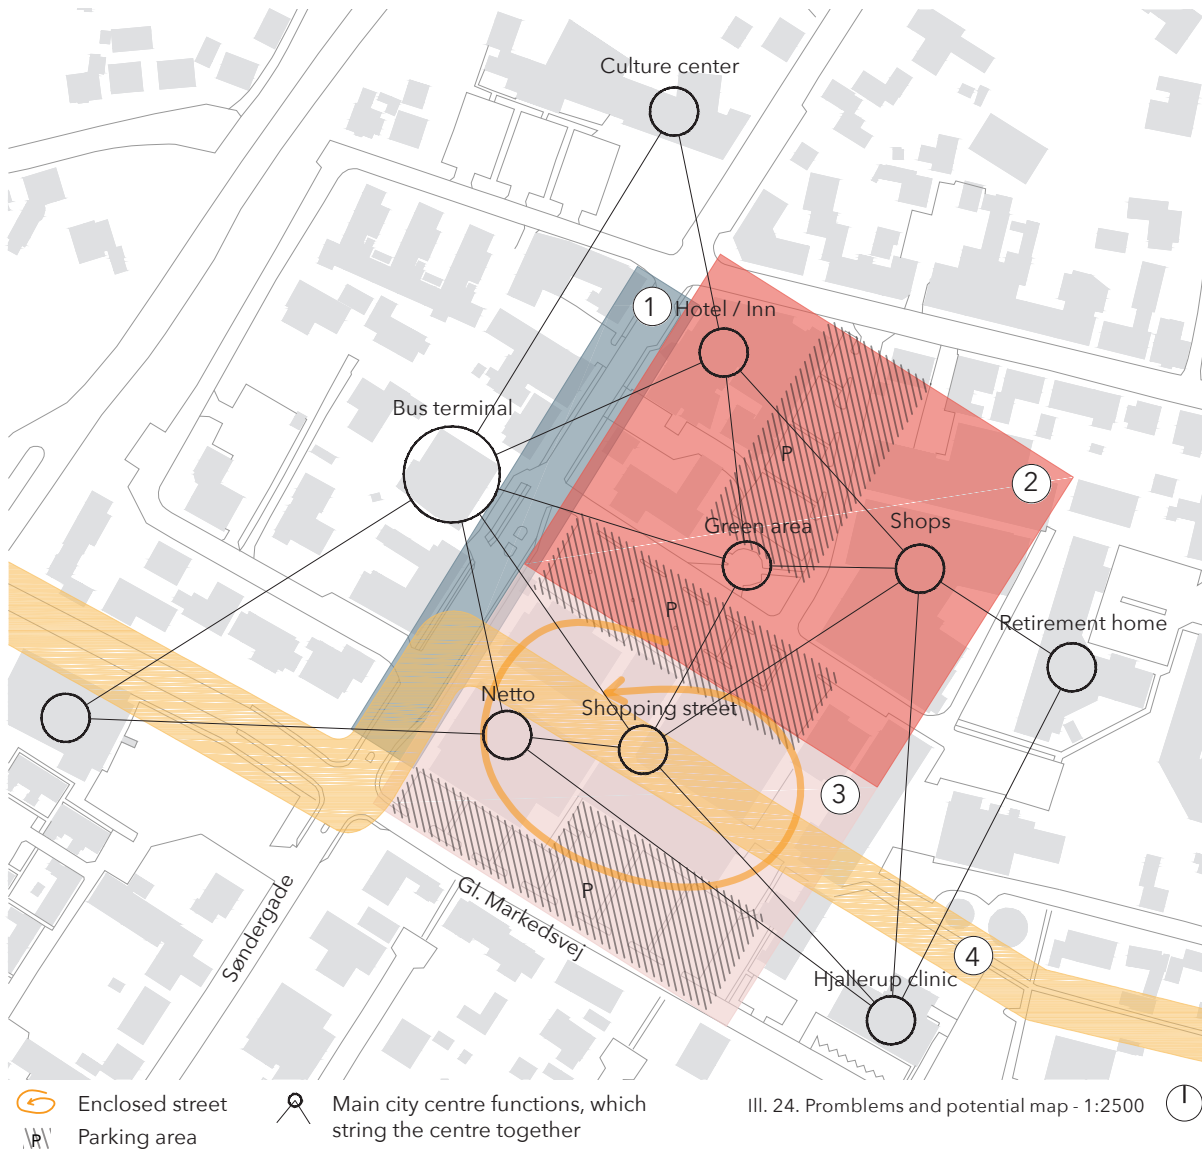 Culture center
1
Hotel / Inn
Bus terminal
P
2
Green area
Shops
P
Retirement home
Netto
Shopping street
3
P
Gl. Markedsvej
Søndergade
4
Hjallerup clinic
Enclosed street
P
Parking area
Main city centre functions, which
string the centre together
Ill. 24. Promblems and potential map - 1:2500